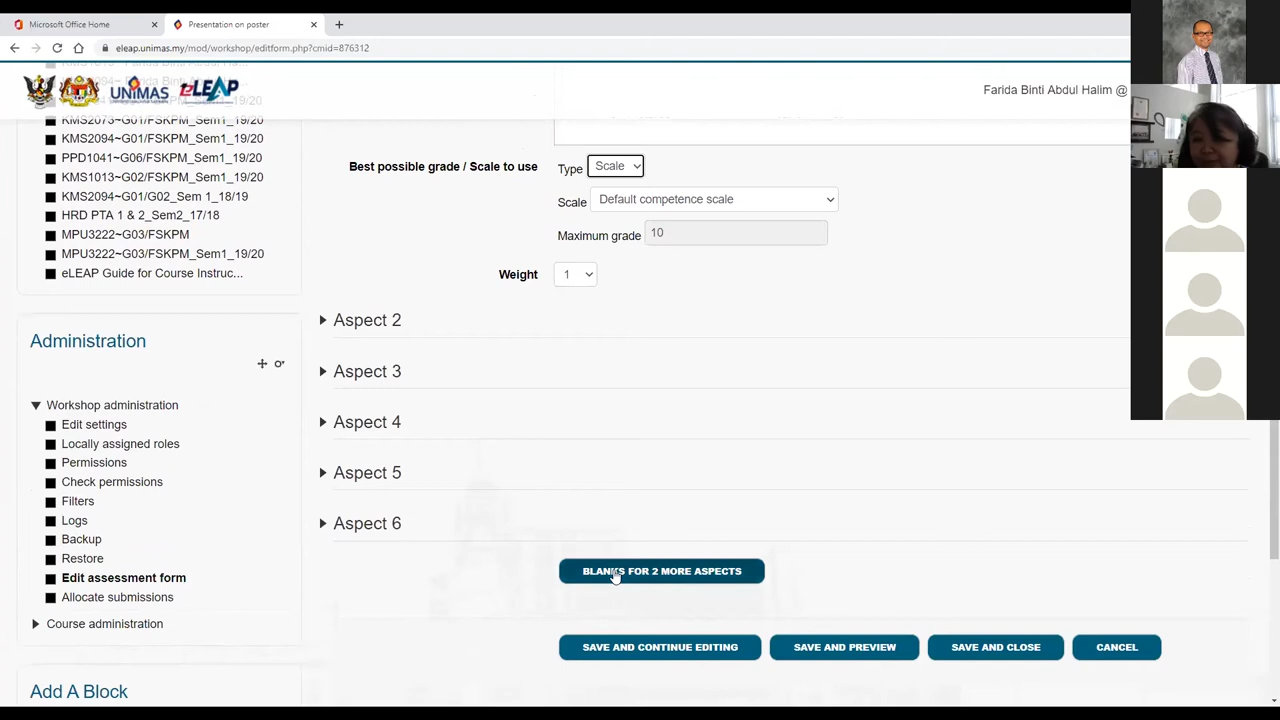 Microsoft Office Home
Presentation on poster
eleap.unimas.my/mod/workshop/editform.php?cmid=876312
UNIMAS
eLEAP
Farida Binti Abdul Halim @
KMS2073~G01/FSKPM_Sem1_19/20
KMS2094~G01/FSKPM_Sem1_19/20
PPD1041~G06/FSKPM_Sem1_19/20
KMS1013~G02/FSKPM_Sem1_19/20
KMS2094~G01/G02_Sem 1_18/19
HRD PTA 1 & 2_Sem2_17/18
MPU3222~G03/FSKPM
MPU3222~G03/FSKPM_Sem1_19/20
eLEAP Guide for Course Instruc...
Best possible grade / Scale to use
Type Scale
Scale Default competence scale
Maximum grade 10
Weight 1
Aspect 2
Aspect 3
Aspect 4
Aspect 5
Aspect 6
BLANKS FOR 2 MORE ASPECTS
SAVE AND CONTINUE EDITING SAVE AND PREVIEW SAVE AND CLOSE CANCEL
Administration
Workshop administration
Edit settings
Locally assigned roles
Permissions
Check permissions
Filters
Logs
Backup
Restore
Edit assessment form
Allocate submissions
Course administration
Add A Block